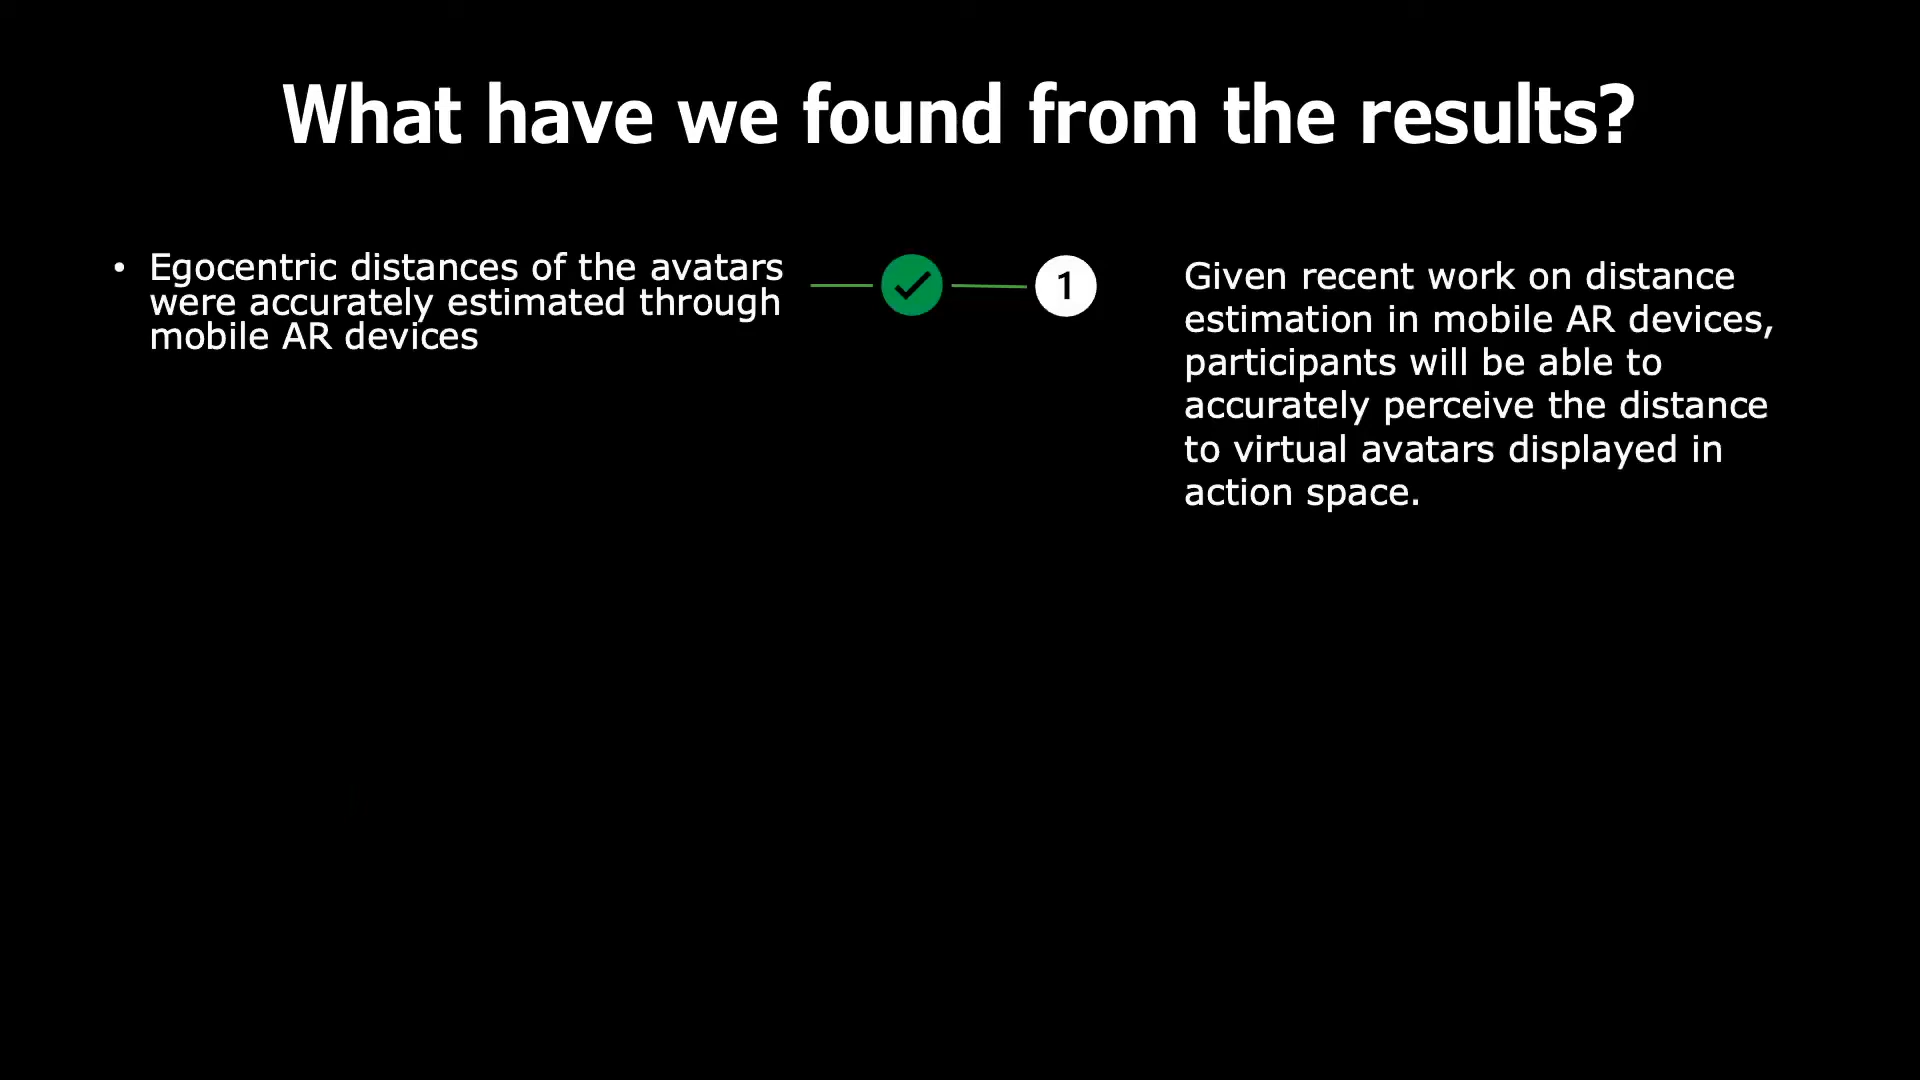 What have we found from the results?
• Egocentric distances of the avatars
were accurately estimated through
mobile AR devices
1
Given recent work on distance
estimation in mobile AR devices,
participants will be able to
accurately perceive the distance
to virtual avatars displayed in
action space.